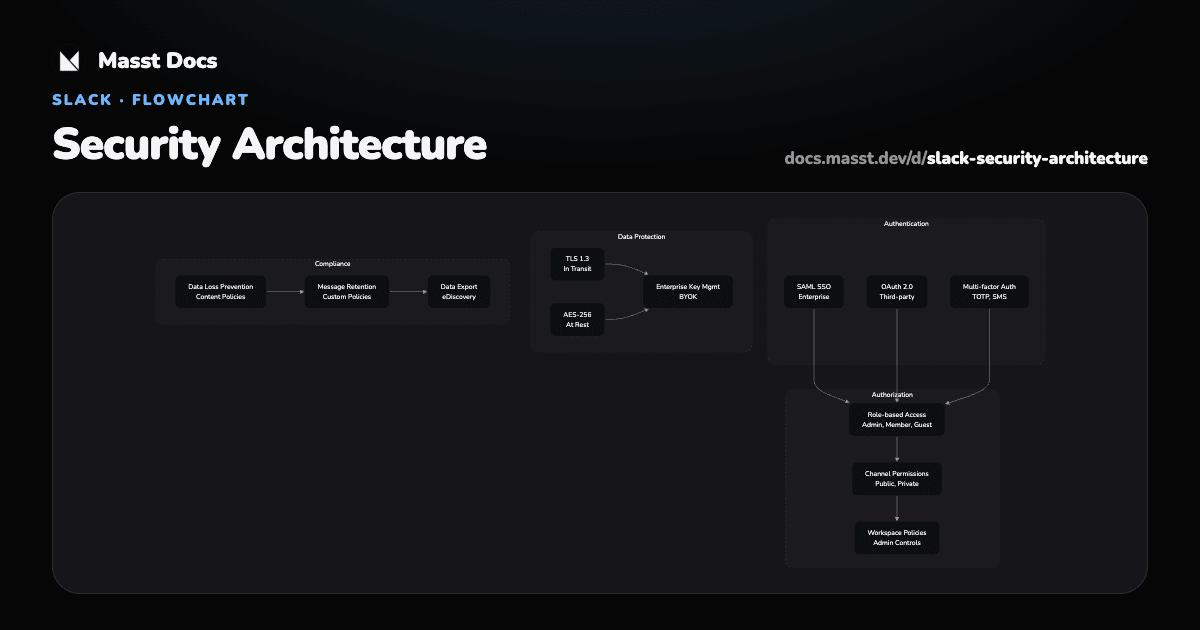 Masst Docs
SLACK · FLOWCHART
Security Architecture
docs.masst.dev/d/slack-security-architecture
Compliance
Data Loss Prevention
Content Policies
Message Retention
Custom Policies
Data Export
eDiscovery
Data Protection
TLS 1.3
In Transit
AES-256
At Rest
Enterprise Key Mgmt
BYOK
Authentication
SAML SSO
Enterprise
OAuth 2.0
Third-party
Multi-factor Auth
TOTP, SMS
Authorization
Role-based Access
Admin, Member, Guest
Channel Permissions
Public, Private
Workspace Policies
Admin Controls